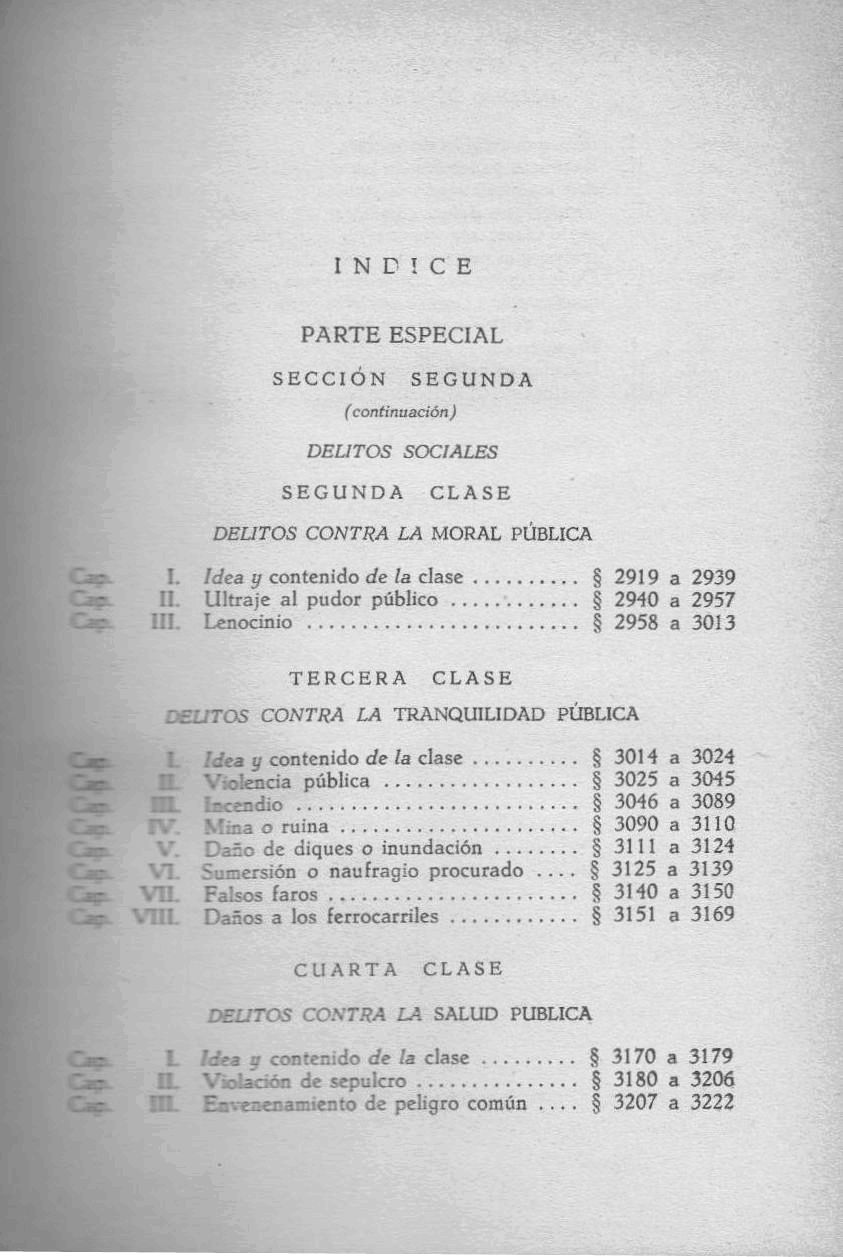 INDICE
PARTE ESPECIAL
SECCIÓN SEGUNDA
(continuación)
DELITOS SOCIALES
SEGUNDA CLASE
DELITOS CONTRA LA MORAL PÚBLICA
Cap. I. Idea y contenido de la clase .......... § 2919 a 2939
Cap. II. Ultraje al pudor público ............ § 2940 a 2957
Cap. III. Lenocinio ......................... § 2958 a 3013
TERCERA CLASE
DELITOS CONTRA LA TRANQUILIDAD PÚBLICA
Cap. I. Idea y contenido de la clase .......... § 3014 a 3024
Cap. II. Violencia pública .................. § 3025 a 3045
Cap. III. Incendio .......................... § 3046 a 3089
Cap. IV. Mina o ruina ...................... § 3090 a 3110
Cap. V. Daño de diques o inundación ........ § 3111 a 3124
Cap. VI. Sumersión o naufragio procurado .... § 3125 a 3139
Cap. VII. Falsos faros ....................... § 3140 a 3150
Cap. VIII. Daños a los ferrocarriles ............ § 3151 a 3169
CUARTA CLASE
DELITOS CONTRA LA SALUD PUBLICA
Cap. I. Idea y contenido de la clase ......... § 3170 a 3179
Cap. II. Violación de sepulcro ............... § 3180 a 3206
Cap. III. Envenenamiento de peligro común .... § 3207 a 3222